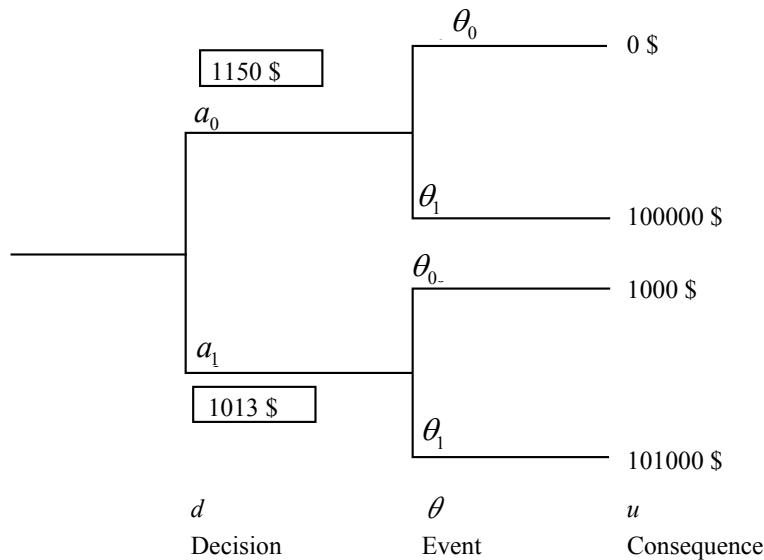 θ₀
0 $
1150 $
a₀
θ₁
100000 $
θ₀
1000 $
a₁
1013 $
θ₁
101000 $
d θ u
Decision Event Consequence